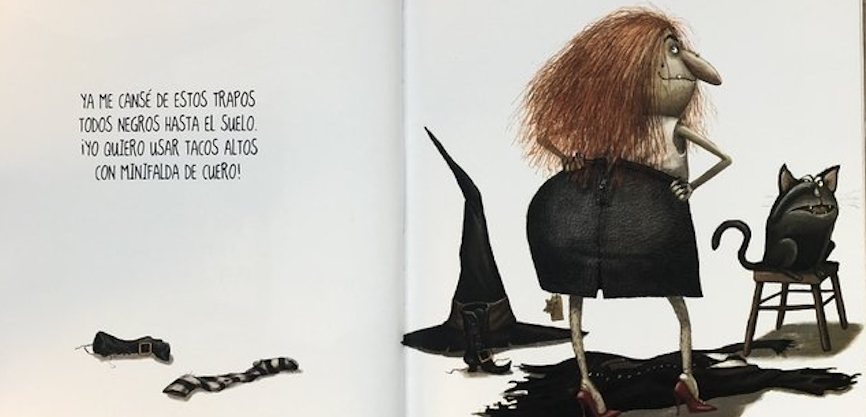 YA ME CANSÉ DE ESTOS TRAPOS
TODOS NEGROS HASTA EL SUELO.
¡YO QUIERO USAR TACOS ALTOS
CON MINIFALDA DE CUERO!